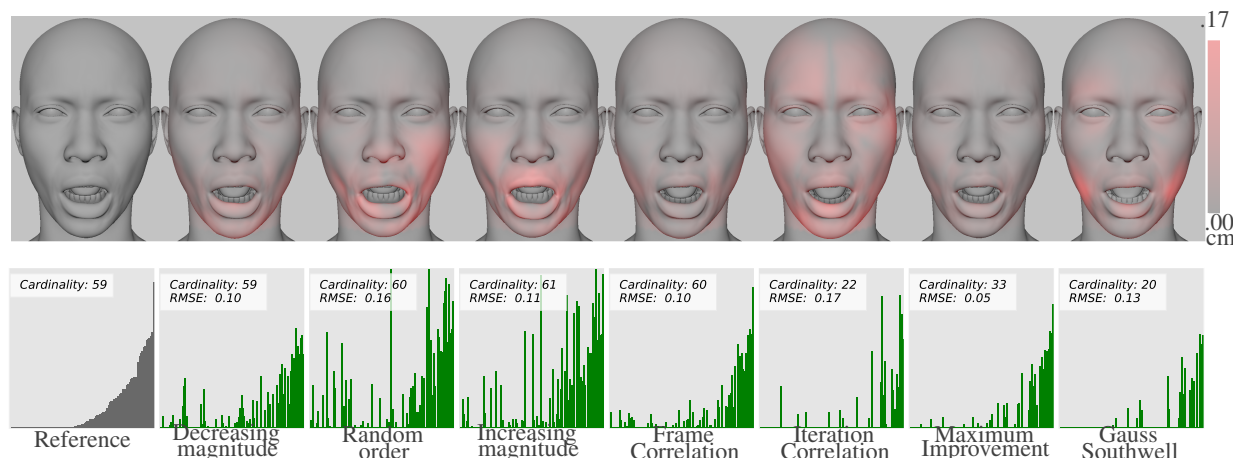 .17
.00
cm
Cardinality: 59
Cardinality: 59
RMSE: 0.10
Cardinality: 60
RMSE: 0.16
Cardinality: 61
RMSE: 0.11
Cardinality: 60
RMSE: 0.10
Cardinality: 22
RMSE: 0.17
Cardinality: 33
RMSE: 0.05
Cardinality: 20
RMSE: 0.13
Reference
Decreasing
magnitude
Random
order
Increasing
magnitude
Frame
Correlation
Iteration
Correlation
Maximum
Improvement
Gauss
Southwell